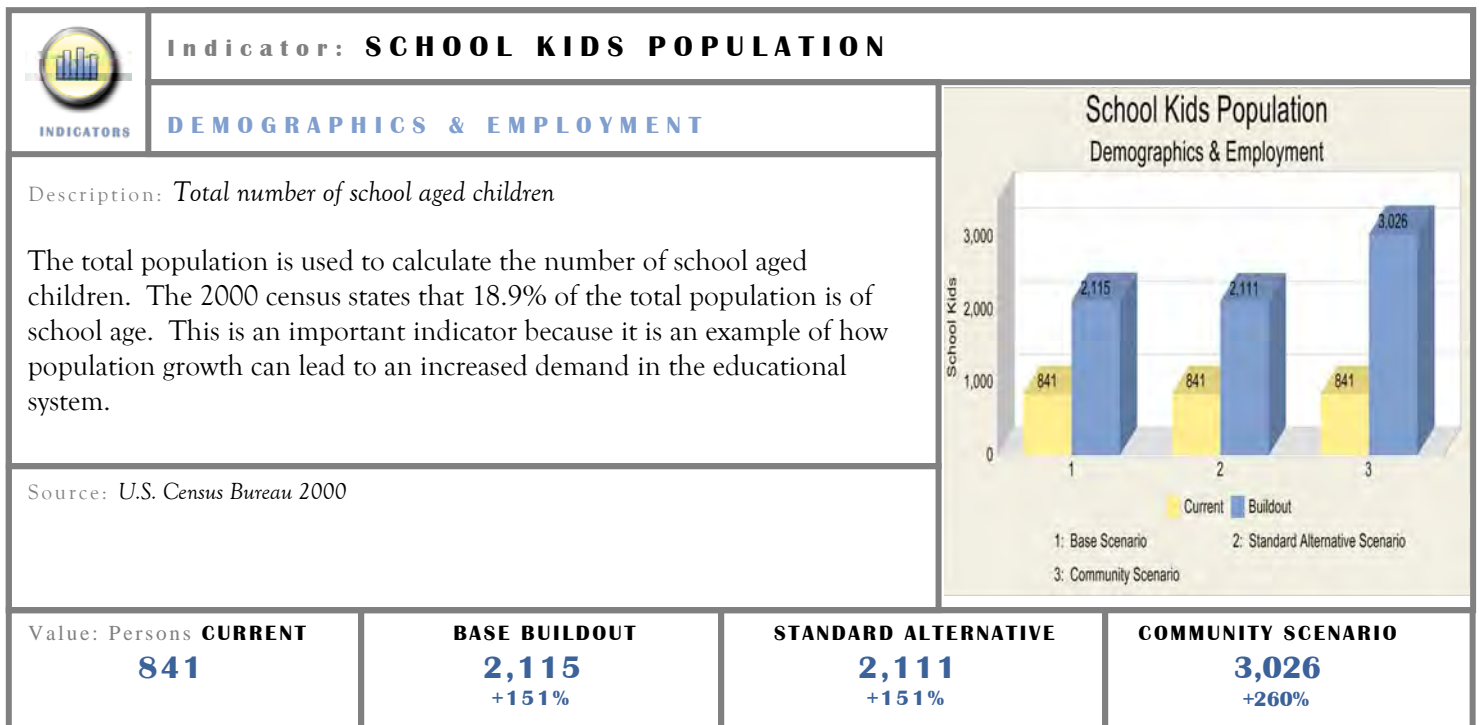 Indicator: SCHOOL KIDS POPULATION
INDICATORS
DEMOGRAPHICS & EMPLOYMENT
Description: Total number of school aged children
The total population is used to calculate the number of school aged
children. The 2000 census states that 18.9% of the total population is of
school age. This is an important indicator because it is an example of how
population growth can lead to an increased demand in the educational
system.
Source: U.S. Census Bureau 2000
School Kids Population
Demographics & Employment
School Kids
3,000
2,000
1,000
0
841
2,115
841
2,111
841
3,026
1 2 3
Current Buildout
1: Base Scenario 2: Standard Alternative Scenario
3: Community Scenario
Value: Persons CURRENT
841
BASE BUILDOUT
2,115
+151%
STANDARD ALTERNATIVE
2,111
+151%
COMMUNITY SCENARIO
3,026
+260%